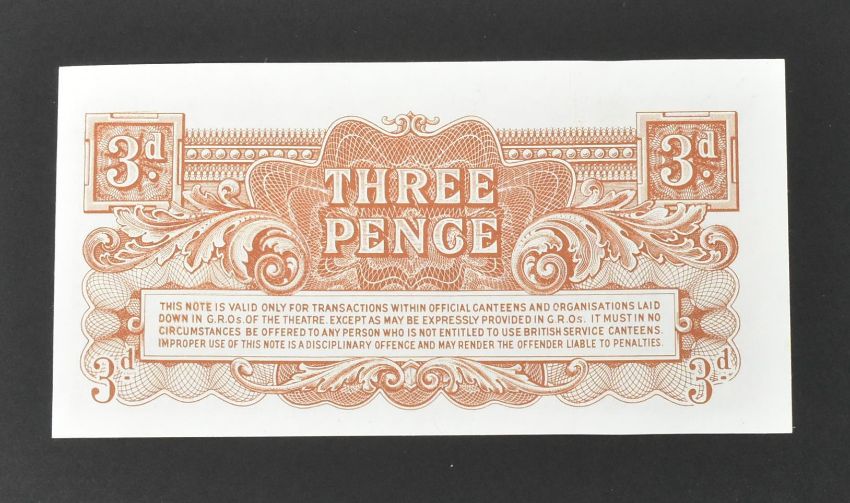 3d. 3d.
THREE
PENCE
THIS NOTE IS VALID ONLY FOR TRANSACTIONS WITHIN OFFICIAL CANTEENS AND ORGANISATIONS LAID
DOWN IN G.R.Os. OF THE THEATRE. EXCEPT AS MAY BE EXPRESSLY PROVIDED IN G.R.Os. IT MUST IN NO
CIRCUMSTANCES BE OFFERED TO ANY PERSON WHO IS NOT ENTITLED TO USE BRITISH SERVICE CANTEENS.
IMPROPER USE OF THIS NOTE IS A DISCIPLINARY OFFENCE AND MAY RENDER THE OFFENDER LIABLE TO PENALTIES.
3d. 3d.